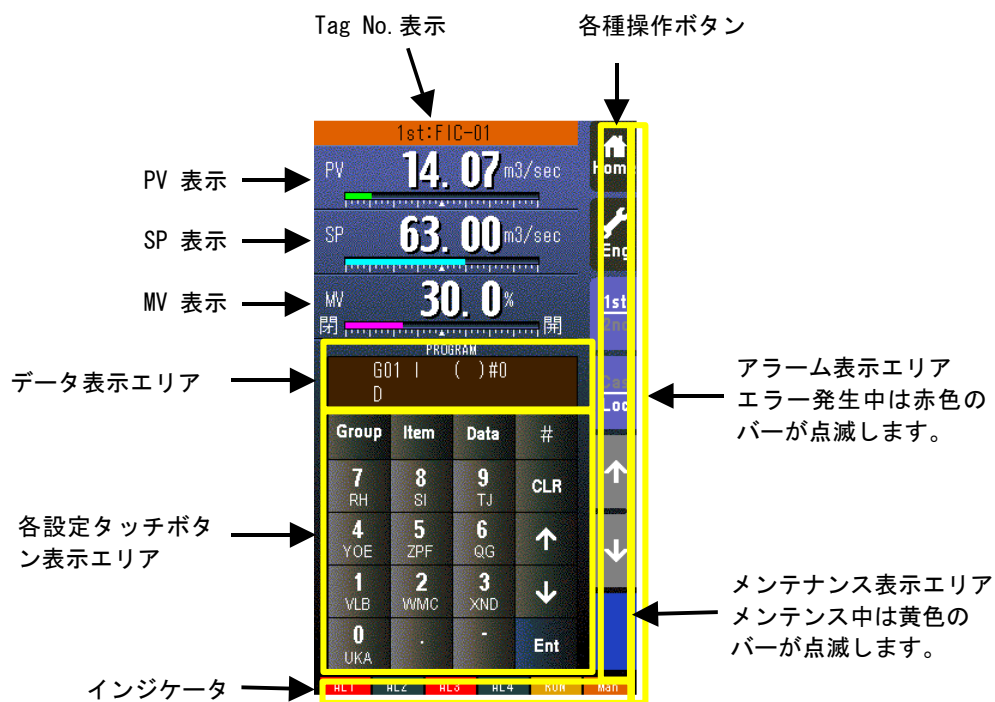 Tag No.表示
各種操作ボタン
1st:FIC-01
Home
PV 表示
PV 14.07 m3/sec
SP 表示
SP 63.00 m3/sec
Eng
MV 表示
MV 30.0 %
閉 開
1st
2nd
PROGRAM
データ表示エリア
G01 I ( )#0
D
Cas
Loc
アラーム表示エリア
エラー発生中は赤色の
バーが点滅します。
Group Item Data #
7 8 9 CLR
RH SI TJ
各設定タッチボタ
ン表示エリア
4 5 6 ↑
YOE ZPF QG
1 2 3 ↓
VLB WMC XND
0 . - Ent
UKA
メンテナンス表示エリア
メンテンス中は黄色の
バーが点滅します。
インジケータ
AL1 AL2 AL3 AL4 RUN Man